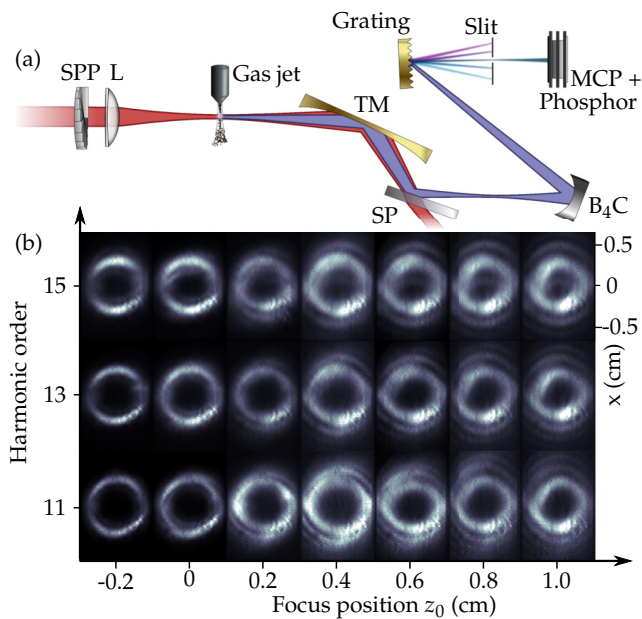 (a)
SPP L
Gas jet
TM
Grating
Slit
MCP +
Phosphor
SP
B₄C
(b)
Harmonic order
15
13
11
0.5
0
-0.5
x (cm)
-0.2 0 0.2 0.4 0.6 0.8 1.0
Focus position z₀ (cm)